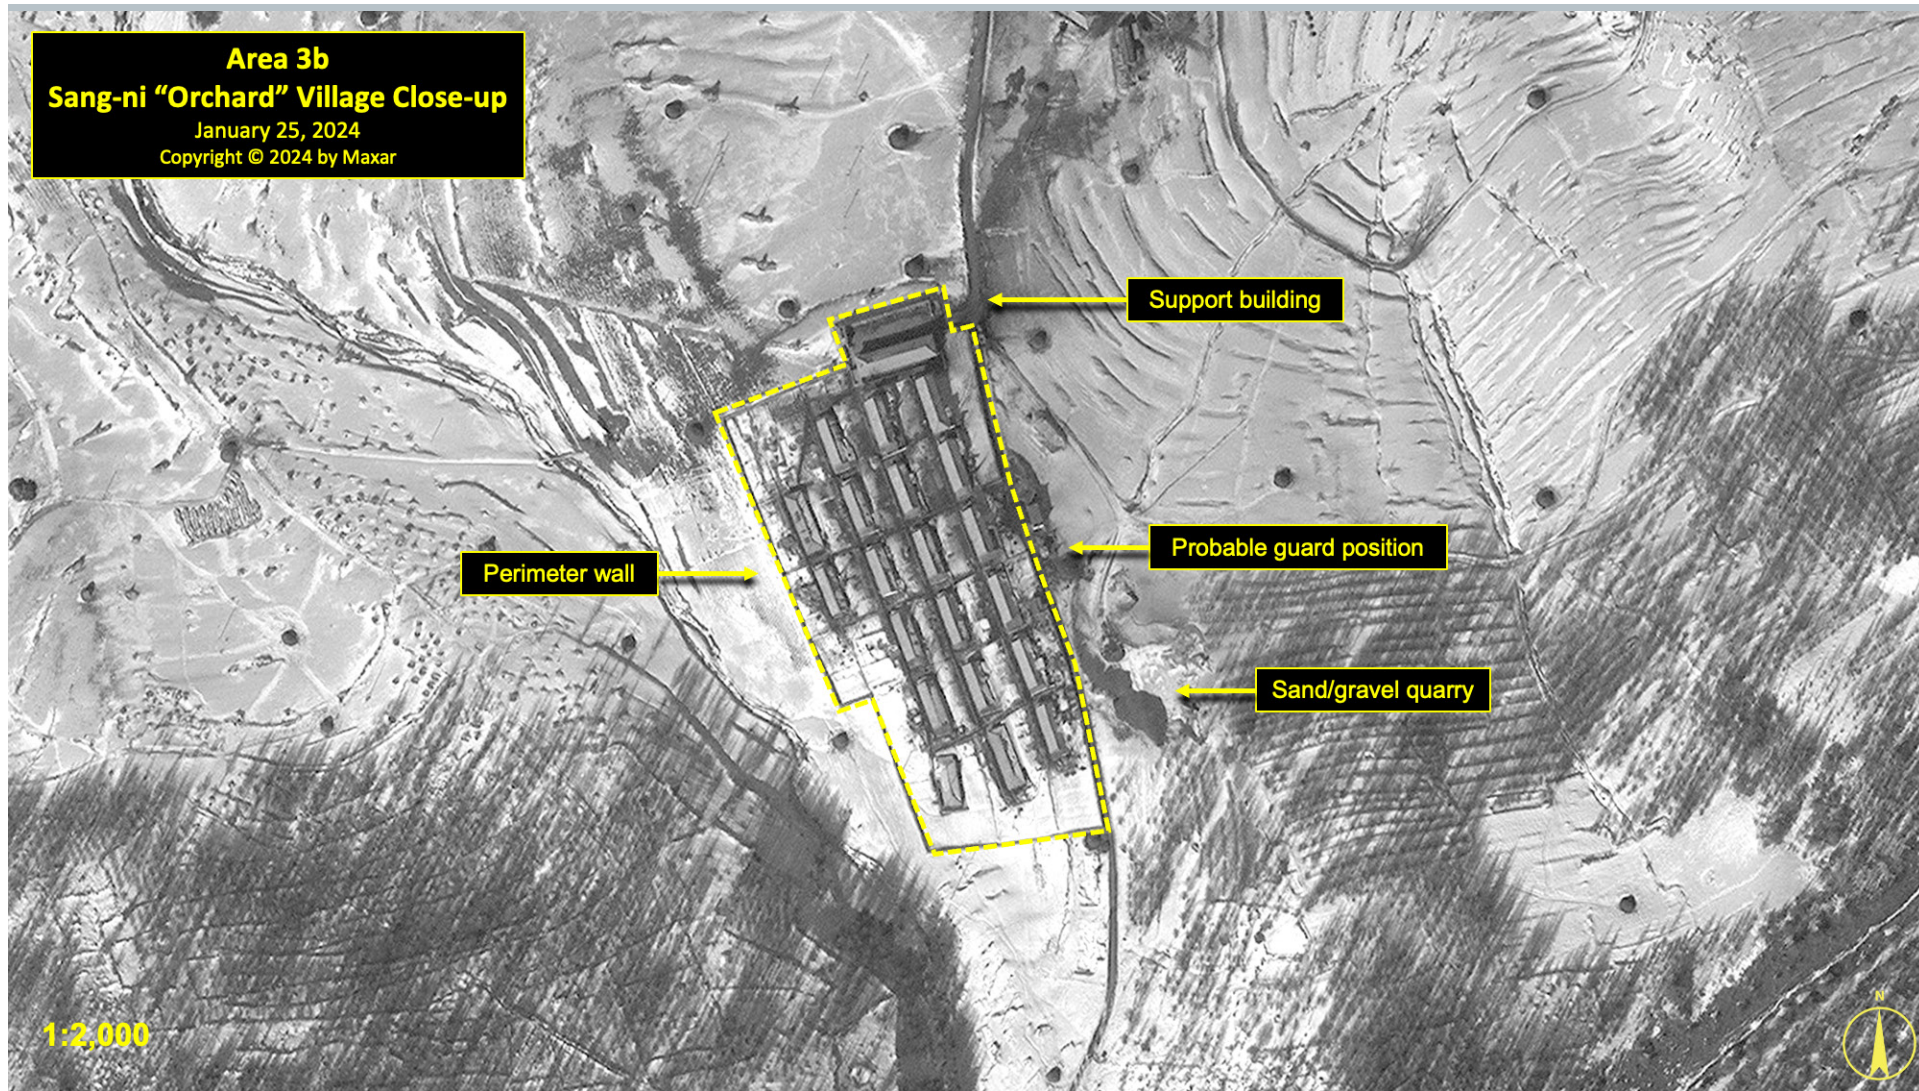 Area 3b
Sang-ni “Orchard” Village Close-up
January 25, 2024
Copyright © 2024 by Maxar
Support building
Probable guard position
Perimeter wall
Sand/gravel quarry
N
1:2,000